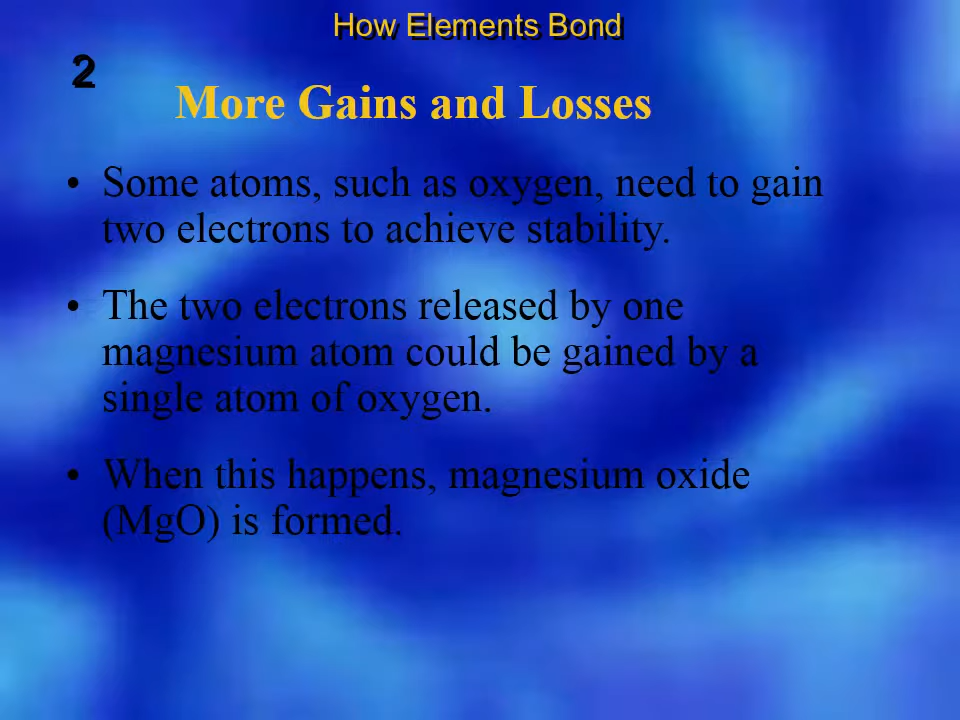 How Elements Bond
2
More Gains and Losses
• Some atoms, such as oxygen, need to gain
two electrons to achieve stability.
• The two electrons released by one
magnesium atom could be gained by a
single atom of oxygen.
• When this happens, magnesium oxide
(MgO) is formed.